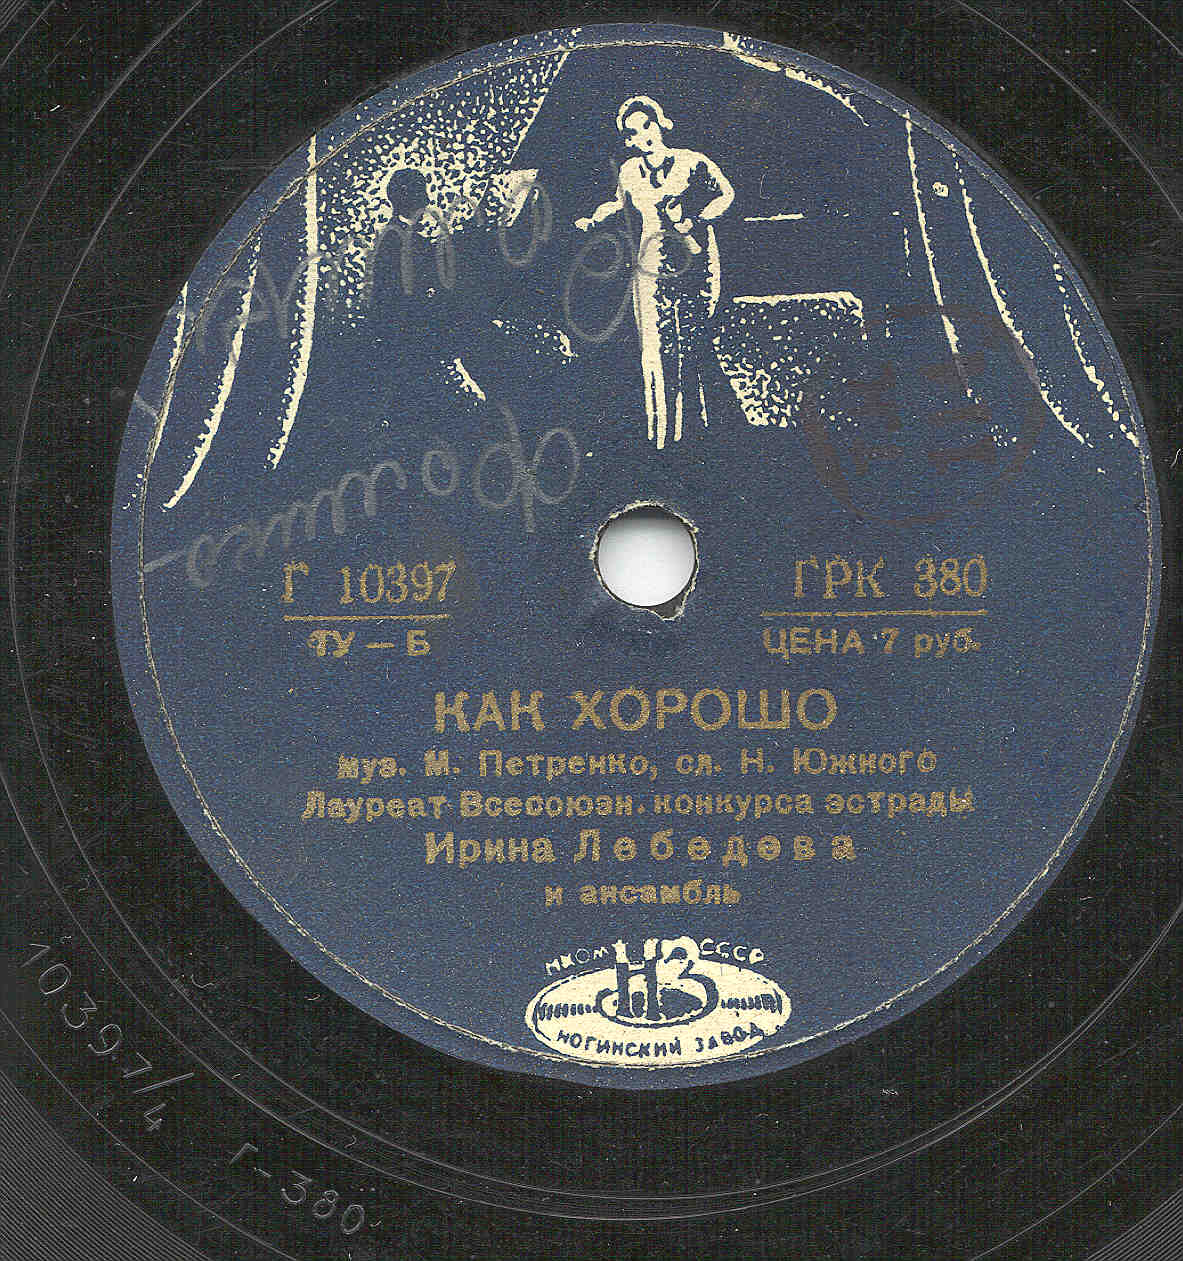 Г 10397
ГРК 380
ТУ — Б
ЦЕНА 7 руб.
КАК ХОРОШО
муз. М. Петренко, сл. Н. Южного
Лауреат Всесоюзн. конкурса эстрады
Ирина Лебедева
и ансамбль
НКОМ НЗ СССР
НОГИНСКИЙ ЗАВОД
10397/4 Г-380